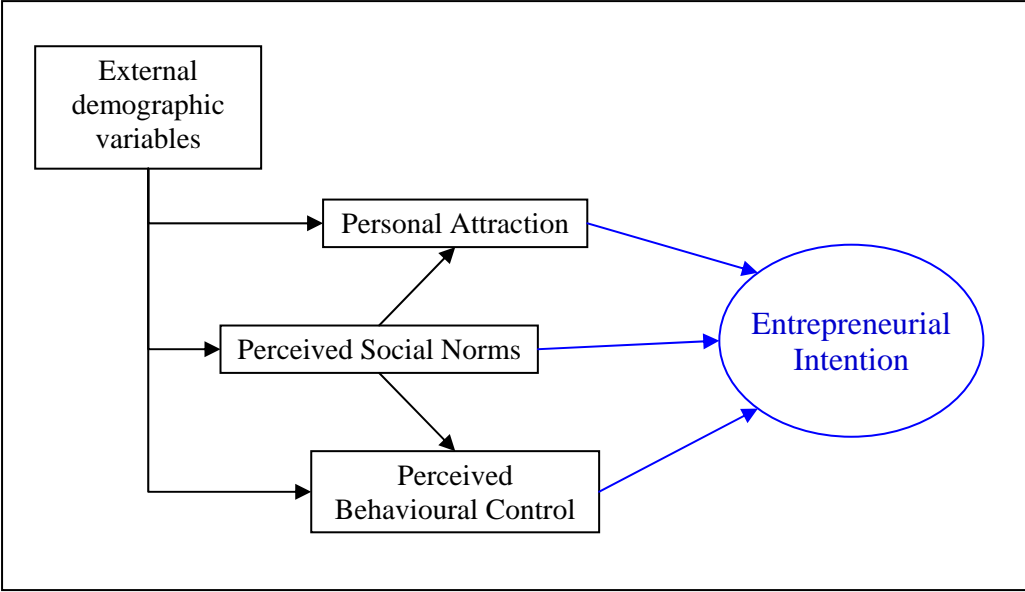 External
demographic
variables
Personal Attraction
Perceived Social Norms
Entrepreneurial
Intention
Perceived
Behavioural Control